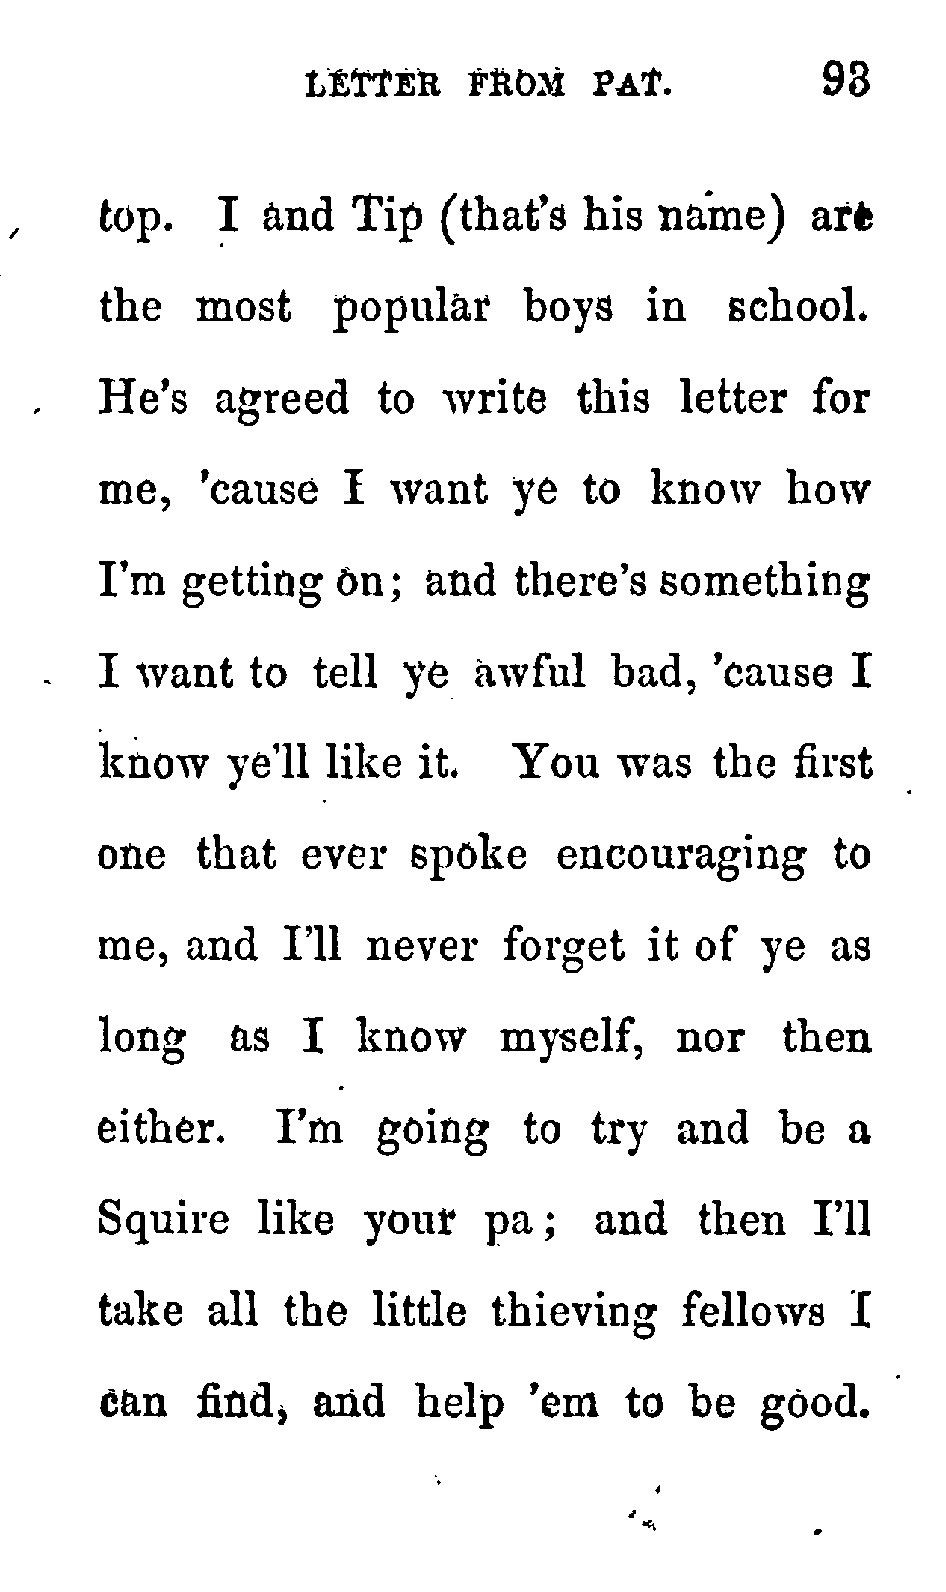 LETTER FROM PAT. 93
top. I and Tip (that's his name) are
the most popular boys in school.
He's agreed to write this letter for
me, 'cause I want ye to know how
I'm getting on; and there's something
I want to tell ye awful bad, 'cause I
know ye'll like it. You was the first
one that ever spoke encouraging to
me, and I'll never forget it of ye as
long as I know myself, nor then
either. I'm going to try and be a
Squire like your pa; and then I'll
take all the little thieving fellows I
can find, and help 'em to be good.